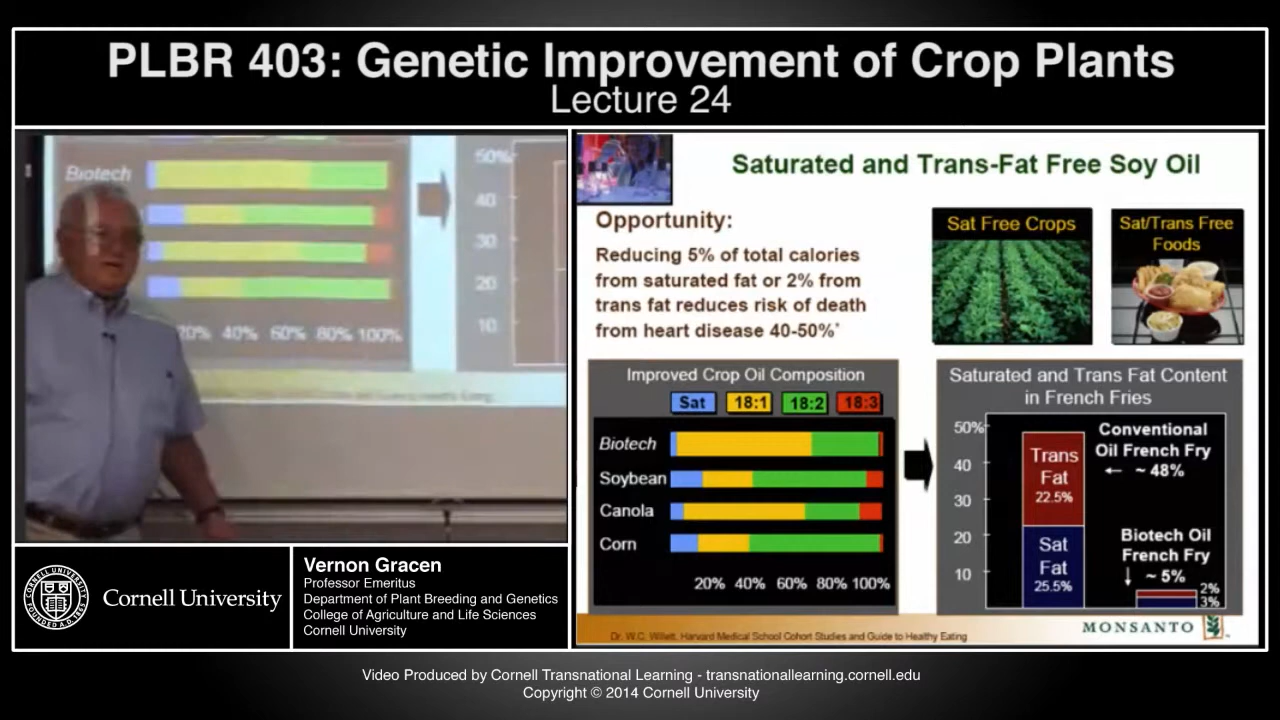 PLBR 403: Genetic Improvement of Crop Plants
Lecture 24
Biotech
20% 40% 60% 80% 100%
50%
40
30
20
10
Saturated and Trans-Fat Free Soy Oil
Opportunity:
Reducing 5% of total calories
from saturated fat or 2% from
trans fat reduces risk of death
from heart disease 40-50%*
Sat Free Crops
Sat/Trans Free
Foods
Improved Crop Oil Composition
Sat 18:1 18:2 18:3
Biotech
Soybean
Canola
Corn
20% 40% 60% 80% 100%
Saturated and Trans Fat Content
in French Fries
50%
40
30
20
10
Trans
Fat
22.5%
Sat
Fat
25.5%
Conventional
Oil French Fry
← ~ 48%
Biotech Oil
French Fry
↓ ~ 5%
2%
3%
Dr. W.C. Willett, Harvard Medical School Cohort Studies and Guide to Healthy Eating
MONSANTO
Cornell University
Vernon Gracen
Professor Emeritus
Department of Plant Breeding and Genetics
College of Agriculture and Life Sciences
Cornell University
Video Produced by Cornell Transnational Learning - transnationallearning.cornell.edu
Copyright © 2014 Cornell University